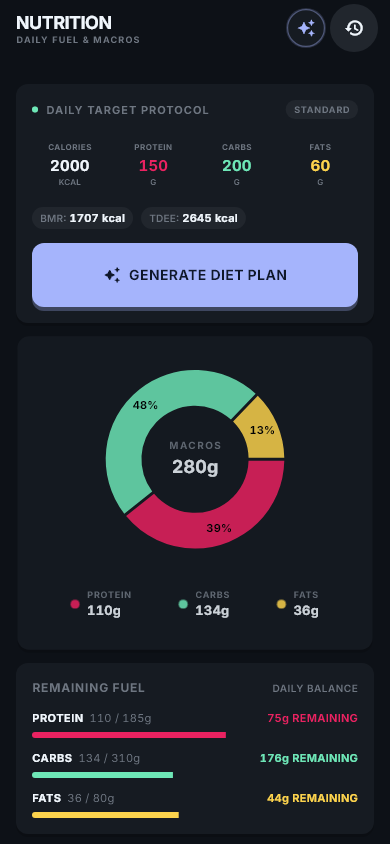 NUTRITION
DAILY FUEL & MACROS
DAILY TARGET PROTOCOL STANDARD
CALORIES PROTEIN CARBS FATS
2000 150 200 60
KCAL G G G
BMR: 1707 kcal TDEE: 2645 kcal
GENERATE DIET PLAN
48%
13%
MACROS
280g
39%
PROTEIN CARBS FATS
110g 134g 36g
REMAINING FUEL DAILY BALANCE
PROTEIN 110 / 185g 75g REMAINING
CARBS 134 / 310g 176g REMAINING
FATS 36 / 80g 44g REMAINING